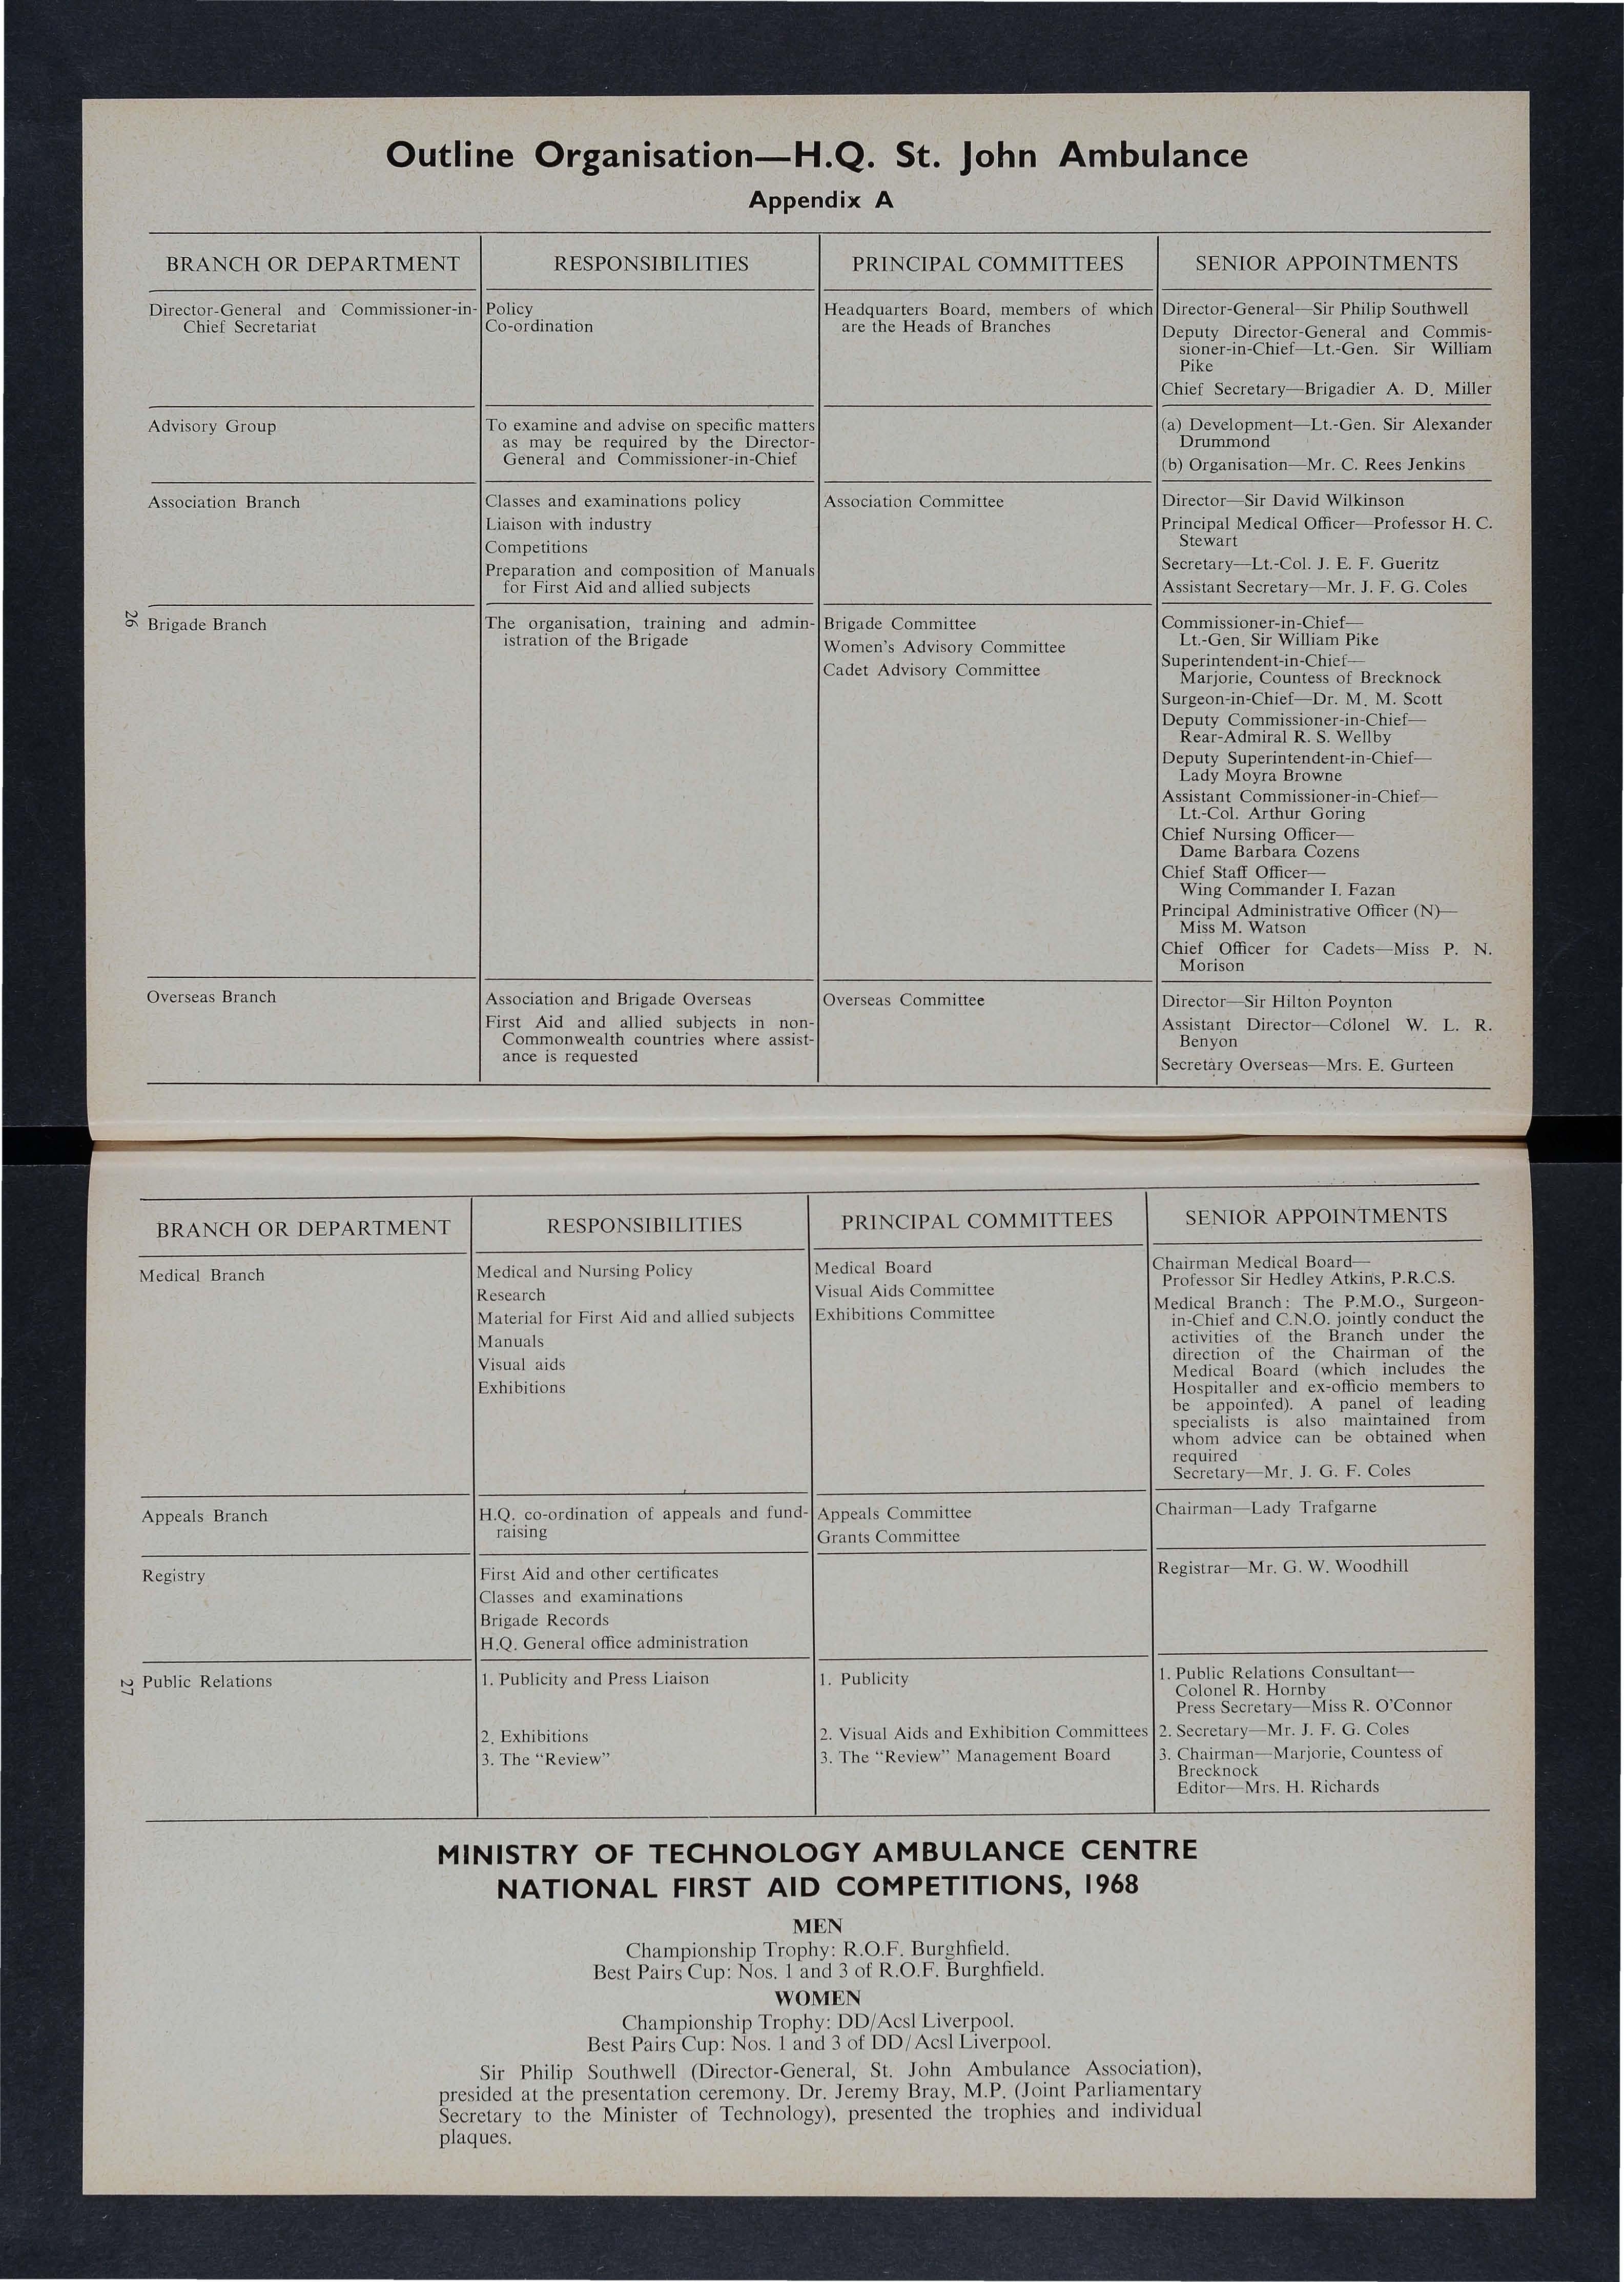 Outline Organisation—H.Q. St. John Ambulance
Appendix A
BRANCH OR DEPARTMENT
RESPONSIBILITIES
PRINCIPAL COMMITTEES
SENIOR APPOINTMENTS
Director-General and Commissioner-in-
Chief Secretariat
Policy
Co-ordination
Headquarters Board, members of which
are the Heads of Branches
Director-General—Sir Philip Southwell
Deputy Director-General and Commis-
sioner-in-Chief—Lt.-Gen. Sir William
Pike
Chief Secretary—Brigadier A. D. Miller
Advisory Group
To examine and advise on specific matters
as may be required by the Director-
General and Commissioner-in-Chief
(a) Development—Lt.-Gen. Sir Alexander
Drummond
(b) Organisation—Mr. C. Rees Jenkins
Association Branch
Classes and examinations policy
Liaison with industry
Competitions
Preparation and composition of Manuals
for First Aid and allied subjects
Association Committee
Director—Sir David Wilkinson
Principal Medical Officer—Professor H. C.
Stewart
Secretary—Lt.-Col. J. E. F. Gueritz
Assistant Secretary—Mr. J. F. G. Coles
26
Brigade Branch
The organisation, training and admin-
istration of the Brigade
Brigade Committee
Women's Advisory Committee
Cadet Advisory Committee
Commissioner-in-Chief—
Lt.-Gen. Sir William Pike
Superintendent-in-Chief—
Marjorie, Countess of Brecknock
Surgeon-in-Chief—Dr. M. M. Scott
Deputy Commissioner-in-Chief—
Rear-Admiral R. S. Wellby
Deputy Superintendent-in-Chief—
Lady Moyra Browne
Assistant Commissioner-in-Chief—
Lt.-Col. Arthur Goring
Chief Nursing Officer—
Dame Barbara Cozens
Chief Staff Officer—
Wing Commander I. Fazan
Principal Administrative Officer (N)—
Miss M. Watson
Chief Officer for Cadets—Miss P. N.
Morison
Overseas Branch
Association and Brigade Overseas
First Aid and allied subjects in non-
Commonwealth countries where assist-
ance is requested
Overseas Committee
Director—Sir Hilton Poynton
Assistant Director—Colonel W. L. R.
Benyon
Secretary Overseas—Mrs. E. Gurteen
BRANCH OR DEPARTMENT
RESPONSIBILITIES
PRINCIPAL COMMITTEES
SENIOR APPOINTMENTS
Medical Branch
Medical and Nursing Policy
Research
Material for First Aid and allied subjects
Manuals
Visual aids
Exhibitions
Medical Board
Visual Aids Committee
Exhibitions Committee
Chairman Medical Board—
Professor Sir Hedley Atkins, P.R.C.S.
Medical Branch: The P.M.O., Surgeon-
in-Chief and C.N.O. jointly conduct the
activities of the Branch under the
direction of the Chairman of the
Medical Board (which includes the
Hospitaller and ex-officio members to
be appointed). A panel of leading
specialists is also maintained from
whom advice can be obtained when
required
Secretary—Mr. J. G. F. Coles
Appeals Branch
H.Q. co-ordination of appeals and fund-
raising
Appeals Committee
Grants Committee
Chairman—Lady Trafgarne
Registry
First Aid and other certificates
Classes and examinations
Brigade Records
H.Q. General office administration
Registrar—Mr. G. W. Woodhill
27
Public Relations
1. Publicity and Press Liaison
2. Exhibitions
3. The "Review"
1. Publicity
2. Visual Aids and Exhibition Committees
3. The "Review" Management Board
1. Public Relations Consultant—
Colonel R. Hornby
Press Secretary—Miss R. O'Connor
2. Secretary—Mr. J. F. G. Coles
3. Chairman—Marjorie, Countess of
Brecknock
Editor—Mrs. H. Richards
MINISTRY OF TECHNOLOGY AMBULANCE CENTRE
NATIONAL FIRST AID COMPETITIONS, 1968
MEN
Championship Trophy: R.O.F. Burghfield.
Best Pairs Cup: Nos. 1 and 3 of R.O.F. Burghfield.
WOMEN
Championship Trophy: DD/Acsl Liverpool.
Best Pairs Cup: Nos. 1 and 3 of DD/Acsl Liverpool.
Sir Philip Southwell (Director-General, St. John Ambulance Association),
presided at the presentation ceremony. Dr. Jeremy Bray, M.P. (Joint Parliamentary
Secretary to the Minister of Technology), presented the trophies and individual
plaques.